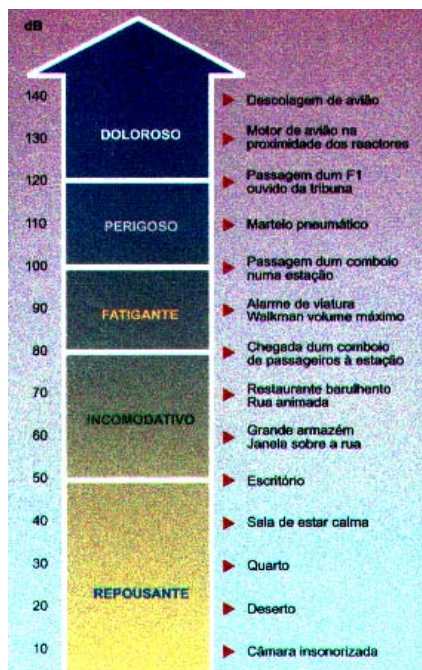 dB
140
Descolagem de avião
DOLOROSO
130
Motor de avião na
proximidade dos reactores
120
Passagem dum F1
ouvido da tribuna
PERIGOSO
110
Martelo pneumático
100
Passagem dum comboio
numa estação
FATIGANTE
90
Alarme de viatura
Walkman volume máximo
80
Chegada dum comboio
de passageiros à estação
70
Restaurante barulhento
Rua animada
INCOMODATIVO
60
Grande armazém
Janela sobre a rua
50
Escritório
40
Sala de estar calma
30
Quarto
REPOUSANTE
20
Deserto
10
Câmara insonorizada